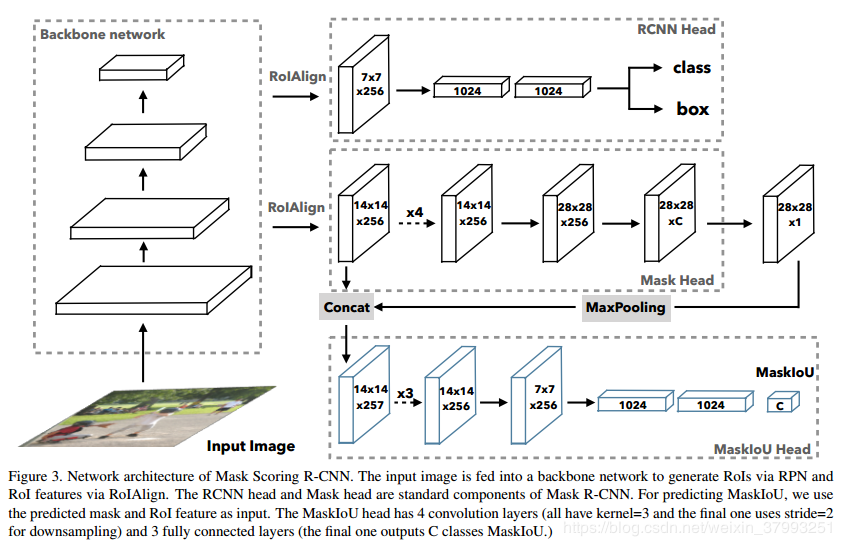 Backbone network
RCNN Head
RoIAlign
7x7
x256
1024
1024
class
box
RoIAlign
14x14
x256
x4
14x14
x256
28x28
x256
28x28
xC
28x28
x1
Mask Head
Concat
MaxPooling
14x14
x257
x3
14x14
x256
7x7
x256
1024
1024
MaskIoU
C
MaskIoU Head
Input Image
Figure 3. Network architecture of Mask Scoring R-CNN. The input image is fed into a backbone network to generate RoIs via RPN and
RoI features via RoIAlign. The RCNN head and Mask head are standard components of Mask R-CNN. For predicting MaskIoU, we use
the predicted mask and RoI feature as input. The MaskIoU head has 4 convolution layers (all have kernel=3 and the final one uses stride=2
for downsampling) and 3 fully connected layers (the final one outputs C classes MaskIoU.)
https://blog.csdn.net/weixin_37993251